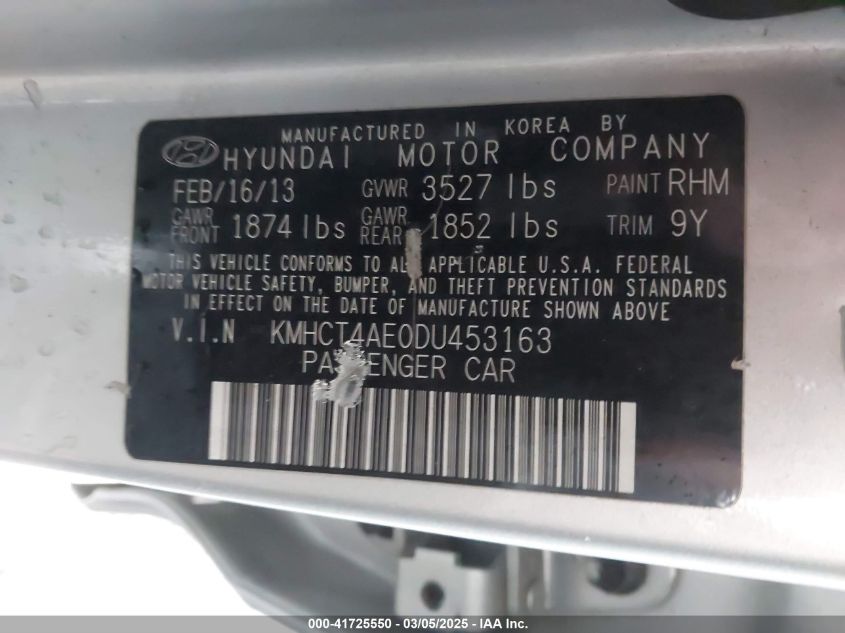 MANUFACTURED IN KOREA BY
HYUNDAI MOTOR COMPANY
FEB/16/13 GVWR 3527 lbs PAINT RHM
GAWR FRONT 1874 lbs GAWR REAR 1852 lbs TRIM 9Y
THIS VEHICLE CONFORMS TO ALL APPLICABLE U.S.A. FEDERAL
MOTOR VEHICLE SAFETY, BUMPER, AND THEFT PREVENTION STANDARDS
IN EFFECT ON THE DATE OF MANUFACTURE SHOWN ABOVE
V.I.N KMHCT4AE0DU453163
PASSENGER CAR
000-41725550 — 03/05/2025 — IAA, Inc.